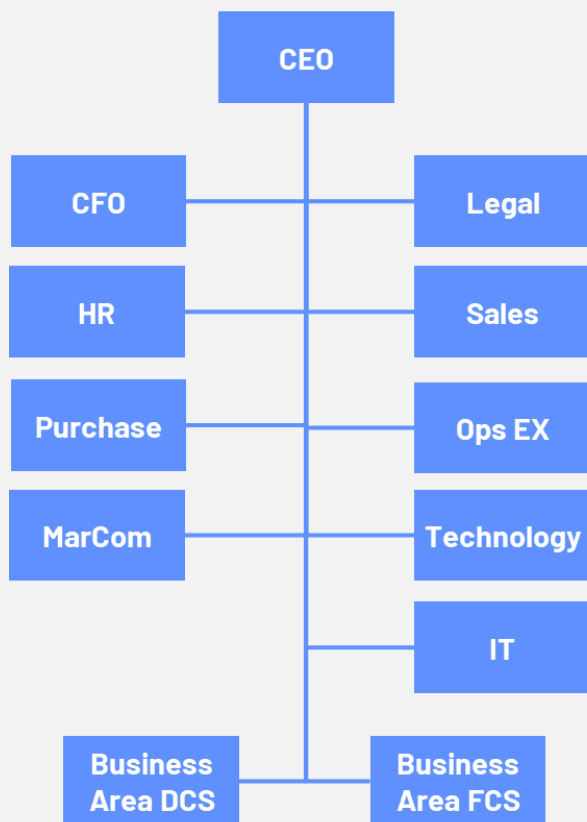 CEO
CFO
Legal
HR
Sales
Purchase
Ops EX
MarCom
Technology
IT
Business
Area DCS
Business
Area FCS